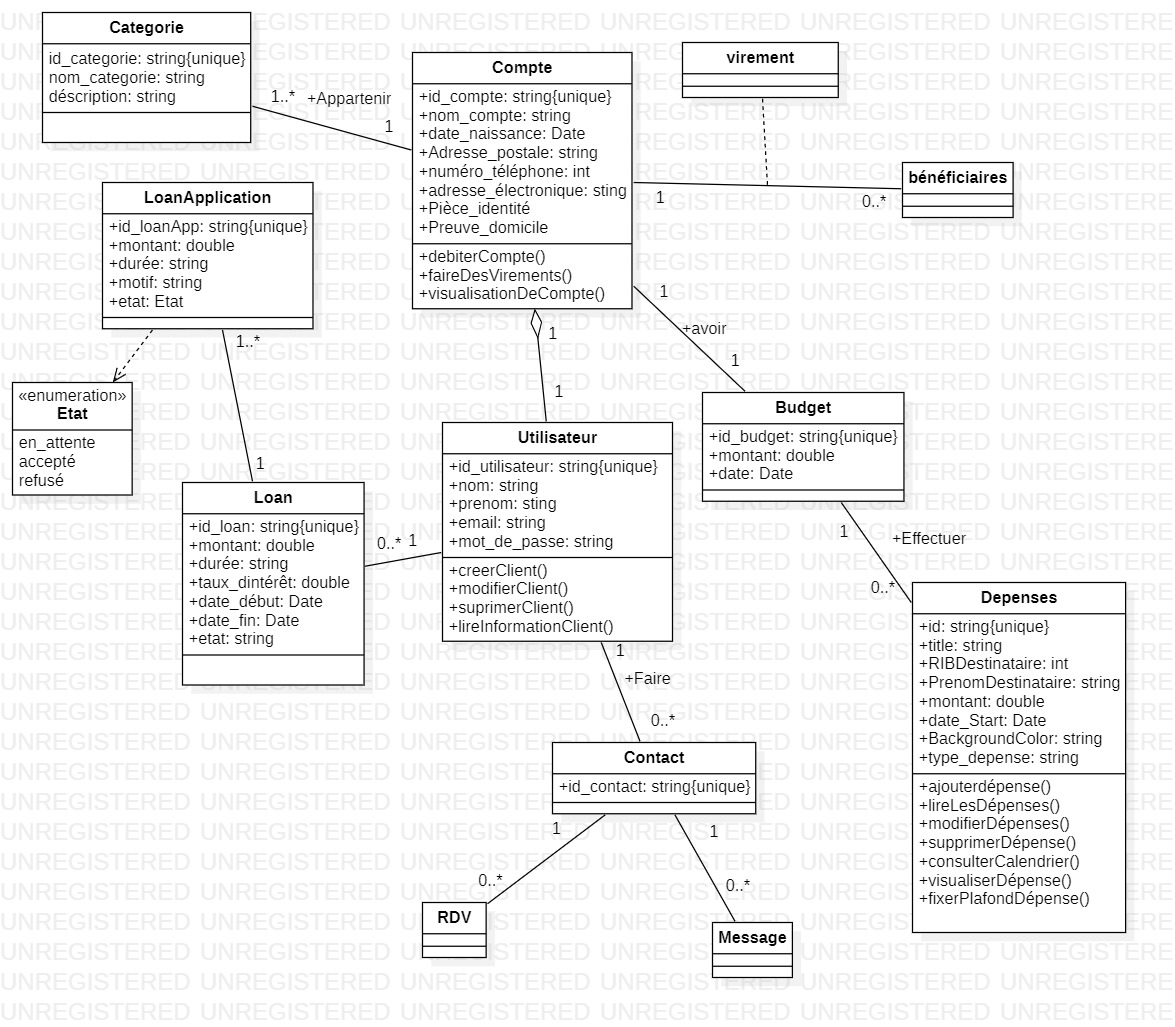 Categorie
id_categorie: string{unique}
nom_categorie: string
déscription: string
1..*
+Appartenir
1
Compte
+id_compte: string{unique}
+nom_compte: string
+date_naissance: Date
+Adresse_postale: string
+numéro_téléphone: int
+adresse_électronique: sting
+Pièce_identité
+Preuve_domicile
+debiterCompte()
+faireDesVirements()
+visualisationDeCompte()
virement
1
0..*
bénéficiaires
LoanApplication
+id_loanApp: string{unique}
+montant: double
+durée: string
+motif: string
+etat: Etat
1..*
1
«enumeration»
Etat
en_attente
accepté
refusé
1
1
1
+avoir
1
Budget
+id_budget: string{unique}
+montant: double
+date: Date
Utilisateur
+id_utilisateur: string{unique}
+nom: string
+prenom: sting
+email: string
+mot_de_passe: string
+creerClient()
+modifierClient()
+suprimerClient()
+lireInformationClient()
Loan
+id_loan: string{unique}
+montant: double
+durée: string
+taux_dintérêt: double
+date_début: Date
+date_fin: Date
+etat: string
0..*
1
1
+Effectuer
0..*
Depenses
+id: string{unique}
+title: string
+RIBDestinataire: int
+PrenomDestinataire: string
+montant: double
+date_Start: Date
+BackgroundColor: string
+type_depense: string
+ajouterdépense()
+lireLesDépenses()
+modifierDépenses()
+supprimerDépense()
+consulterCalendrier()
+visualiserDépense()
+fixerPlafondDépense()
1
+Faire
0..*
Contact
+id_contact: string{unique}
1
1
0..*
0..*
RDV
Message
UNREGISTERED